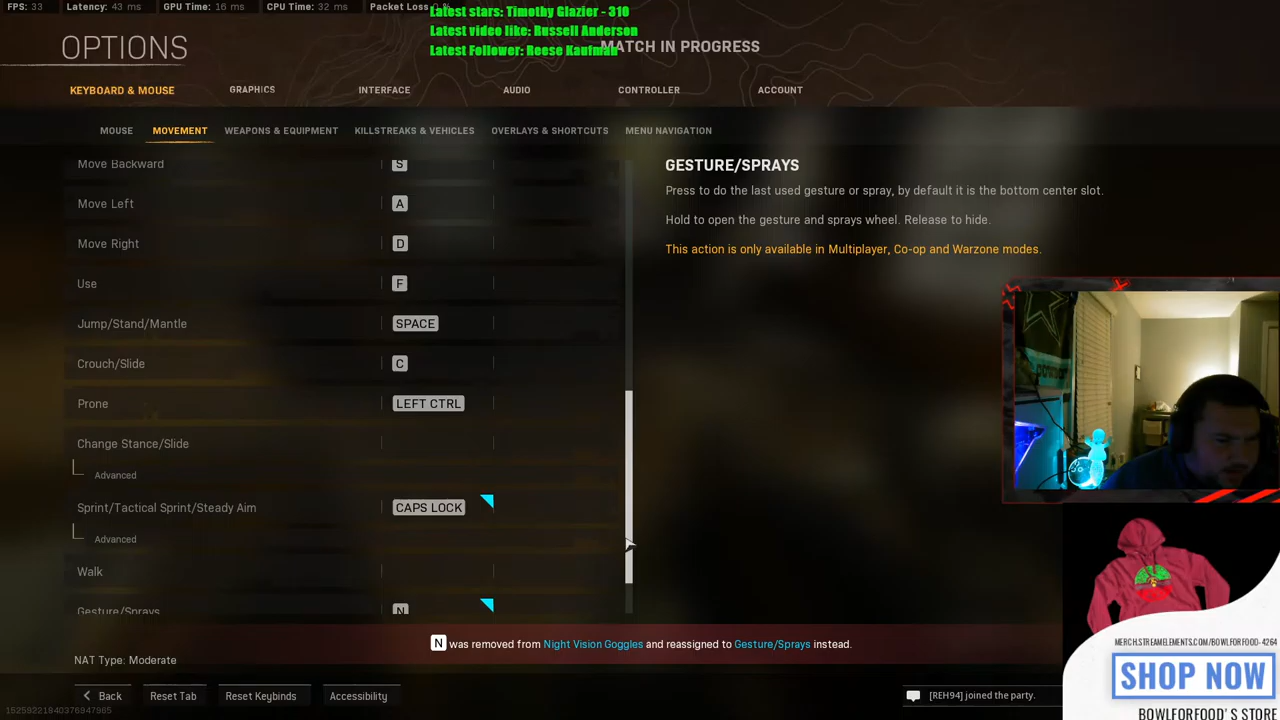 FPS: 33 Latency: 43 ms GPU Time: 16 ms CPU Time: 32 ms Packet Loss
Latest stars: Timothy Glazier - 310
Latest video like: Russell Anderson
Latest Follower: Reese Kaufman
OPTIONS
MATCH IN PROGRESS
KEYBOARD & MOUSE GRAPHICS INTERFACE AUDIO CONTROLLER ACCOUNT
MOUSE MOVEMENT WEAPONS & EQUIPMENT KILLSTREAKS & VEHICLES OVERLAYS & SHORTCUTS MENU NAVIGATION
Move Backward S
Move Left A
Move Right D
Use F
Jump/Stand/Mantle SPACE
Crouch/Slide C
Prone LEFT CTRL
Change Stance/Slide
Advanced
Sprint/Tactical Sprint/Steady Aim CAPS LOCK
Advanced
Walk
Gesture/Sprays N
GESTURE/SPRAYS
Press to do the last used gesture or spray, by default it is the bottom center slot.
Hold to open the gesture and sprays wheel. Release to hide.
This action is only available in Multiplayer, Co-op and Warzone modes.
N was removed from Night Vision Goggles and reassigned to Gesture/Sprays instead.
NAT Type: Moderate
Back Reset Tab Reset Keybinds Accessibility
[REH94] joined the party.
MERCH.STREAMELEMENTS.COM/BOWLFORFOOD-4264
SHOP NOW
BOWLFORFOOD'S STORE